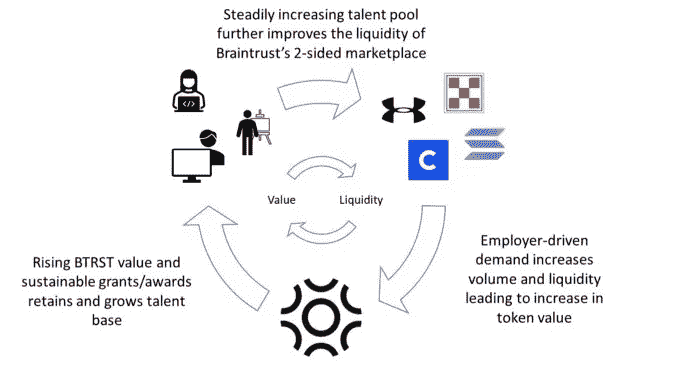 Steadily increasing talent pool
further improves the liquidity of
Braintrust's 2-sided marketplace
</>
C
Value
Liquidity
Rising BTRST value and
sustainable grants/awards
retains and grows talent
base
Employer-driven
demand increases
volume and liquidity
leading to increase in
token value